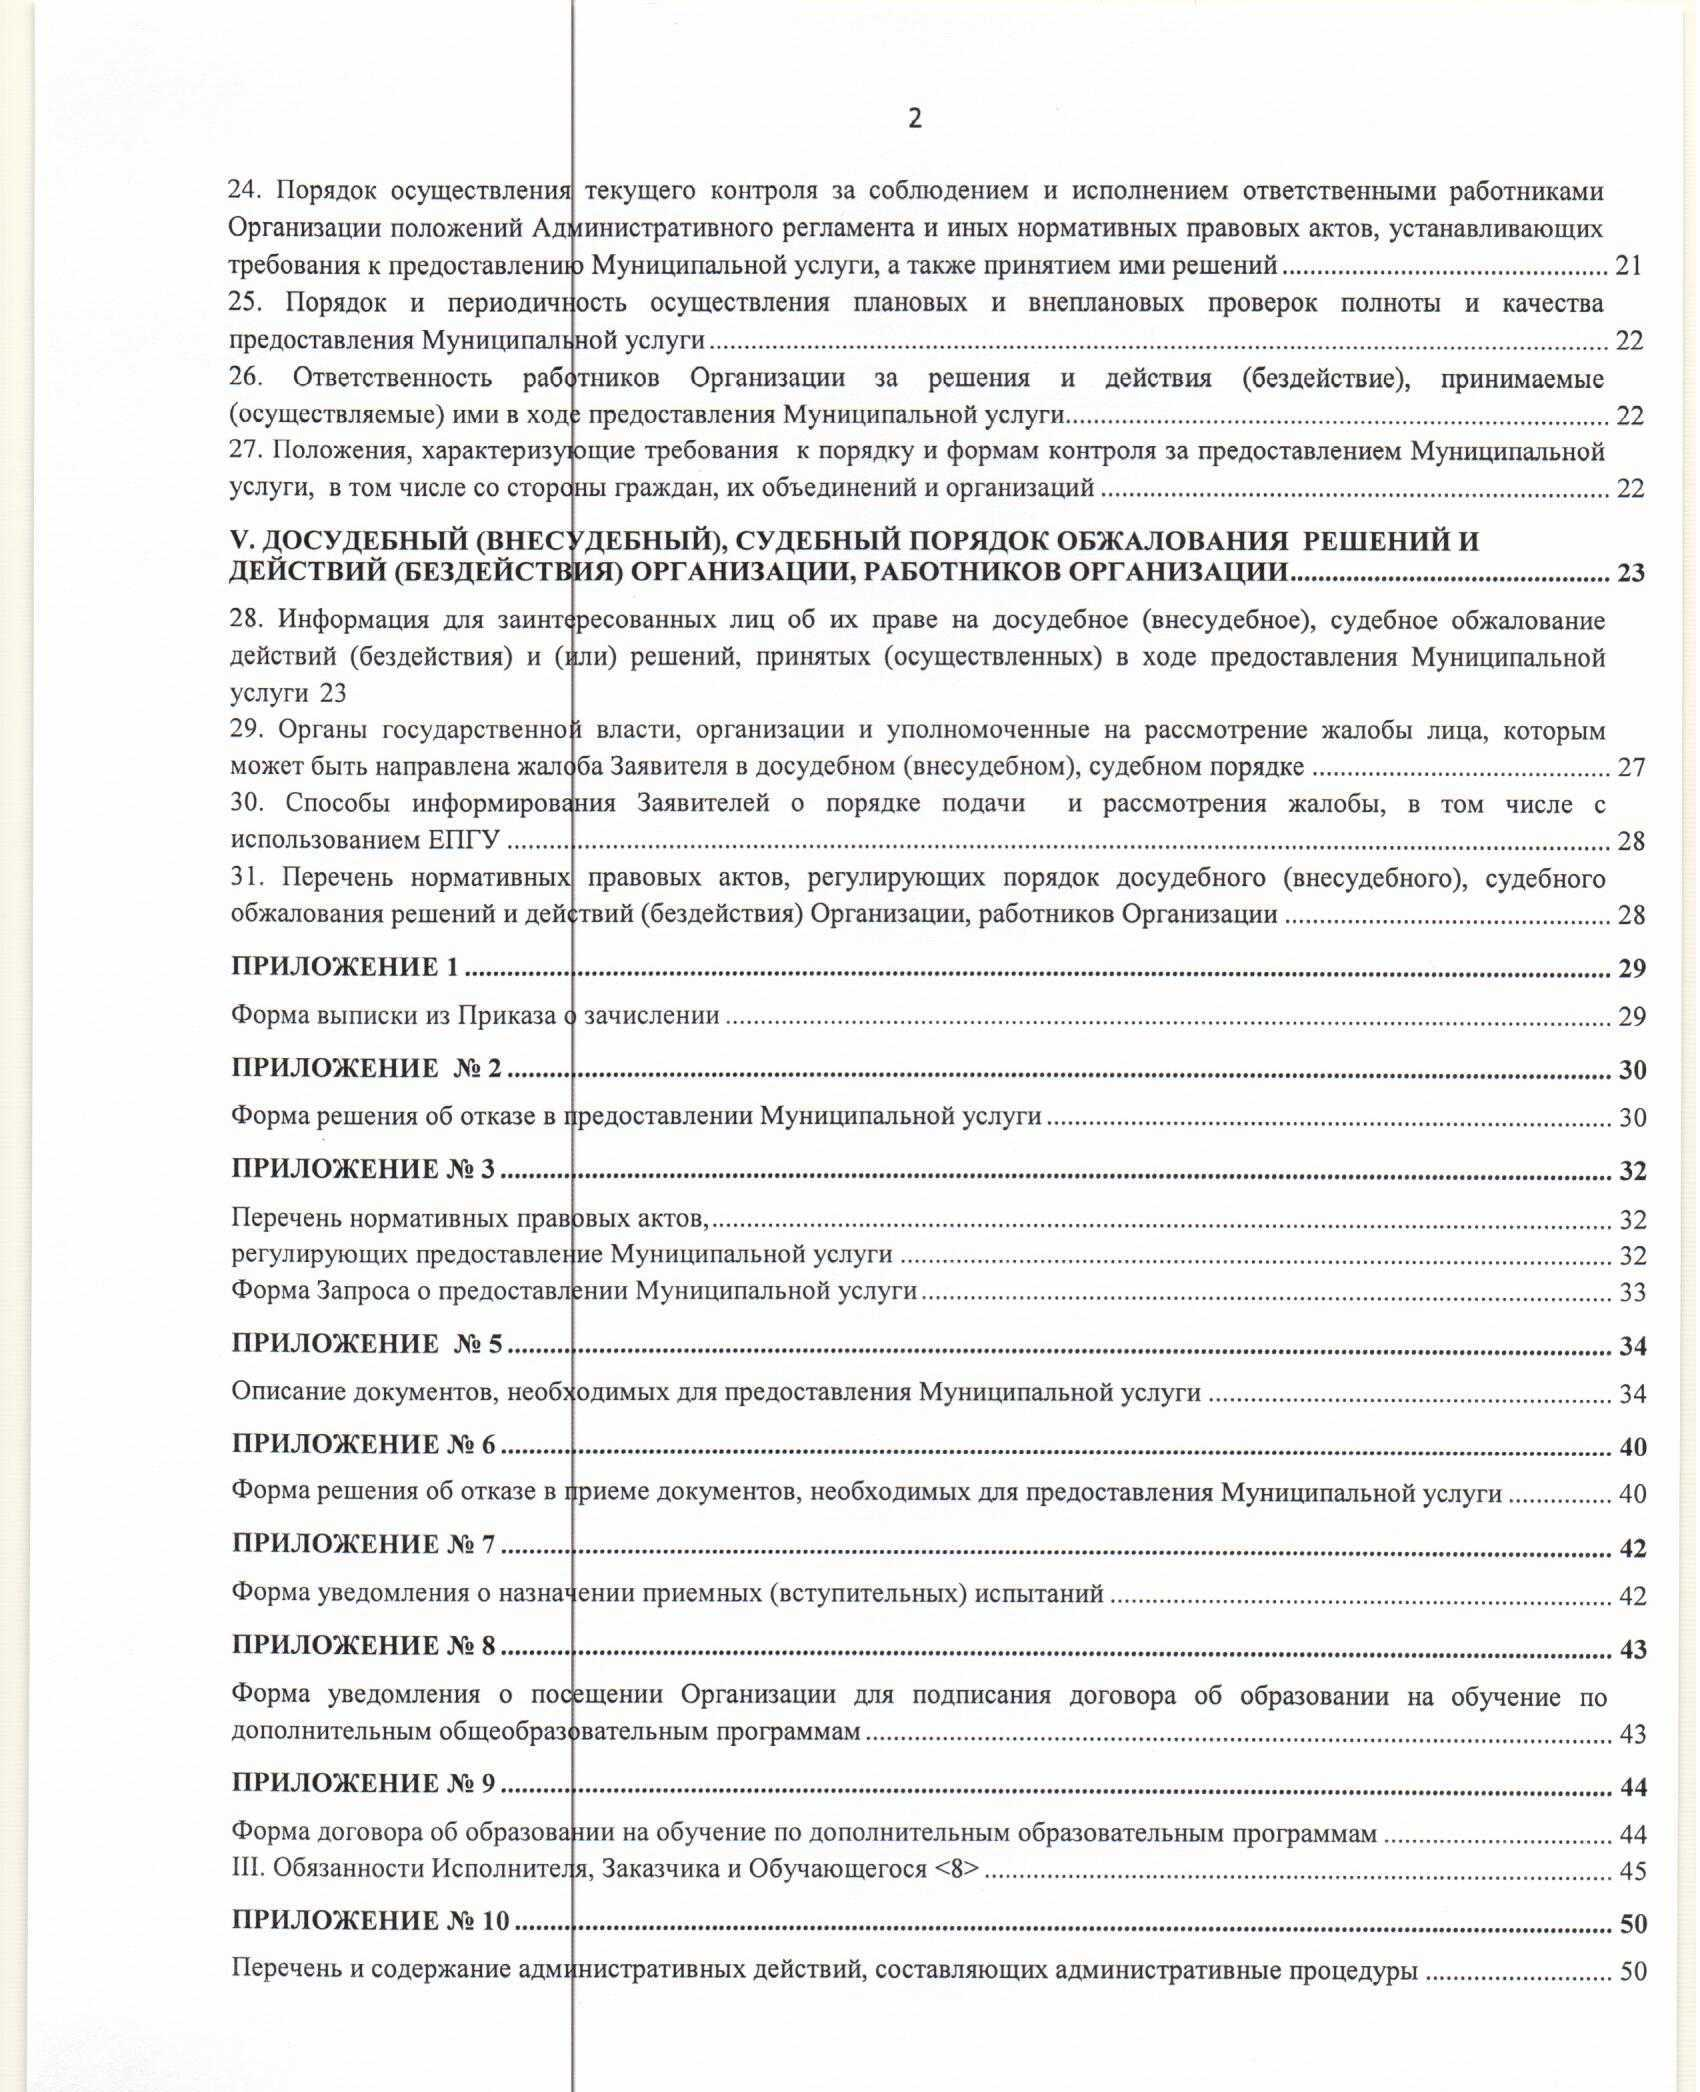 2
24. Порядок осуществления текущего контроля за соблюдением и исполнением ответственными работниками
Организации положений Административного регламента и иных нормативных правовых актов, устанавливающих
требования к предоставлению Муниципальной услуги, а также принятием ими решений ........ 21
25. Порядок и периодичность осуществления плановых и внеплановых проверок полноты и качества
предоставления Муниципальной услуги ........ 22
26. Ответственность работников Организации за решения и действия (бездействие), принимаемые
(осуществляемые) ими в ходе предоставления Муниципальной услуги ........ 22
27. Положения, характеризующие требования к порядку и формам контроля за предоставлением Муниципальной
услуги, в том числе со стороны граждан, их объединений и организаций ........ 22
V. ДОСУДЕБНЫЙ (ВНЕСУДЕБНЫЙ), СУДЕБНЫЙ ПОРЯДОК ОБЖАЛОВАНИЯ РЕШЕНИЙ И
ДЕЙСТВИЙ (БЕЗДЕЙСТВИЯ) ОРГАНИЗАЦИИ, РАБОТНИКОВ ОРГАНИЗАЦИИ ........ 23
28. Информация для заинтересованных лиц об их праве на досудебное (внесудебное), судебное обжалование
действий (бездействия) и (или) решений, принятых (осуществленных) в ходе предоставления Муниципальной
услуги 23
29. Органы государственной власти, организации и уполномоченные на рассмотрение жалобы лица, которым
может быть направлена жалоба Заявителя в досудебном (внесудебном), судебном порядке ........ 27
30. Способы информирования Заявителей о порядке подачи и рассмотрения жалобы, в том числе с
использованием ЕПГУ ........ 28
31. Перечень нормативных правовых актов, регулирующих порядок досудебного (внесудебного), судебного
обжалования решений и действий (бездействия) Организации, работников Организации ........ 28
ПРИЛОЖЕНИЕ 1 ........ 29
Форма выписки из Приказа о зачислении ........ 29
ПРИЛОЖЕНИЕ № 2 ........ 30
Форма решения об отказе в предоставлении Муниципальной услуги ........ 30
ПРИЛОЖЕНИЕ № 3 ........ 32
Перечень нормативных правовых актов, ........ 32
регулирующих предоставление Муниципальной услуги ........ 32
Форма Запроса о предоставлении Муниципальной услуги ........ 33
ПРИЛОЖЕНИЕ № 5 ........ 34
Описание документов, необходимых для предоставления Муниципальной услуги ........ 34
ПРИЛОЖЕНИЕ № 6 ........ 40
Форма решения об отказе в приеме документов, необходимых для предоставления Муниципальной услуги ........ 40
ПРИЛОЖЕНИЕ № 7 ........ 42
Форма уведомления о назначении приемных (вступительных) испытаний ........ 42
ПРИЛОЖЕНИЕ № 8 ........ 43
Форма уведомления о посещении Организации для подписания договора об образовании на обучение по
дополнительным общеобразовательным программам ........ 43
ПРИЛОЖЕНИЕ № 9 ........ 44
Форма договора об образовании на обучение по дополнительным образовательным программам ........ 44
III. Обязанности Исполнителя, Заказчика и Обучающегося <8> ........ 45
ПРИЛОЖЕНИЕ № 10 ........ 50
Перечень и содержание административных действий, составляющих административные процедуры ........ 50